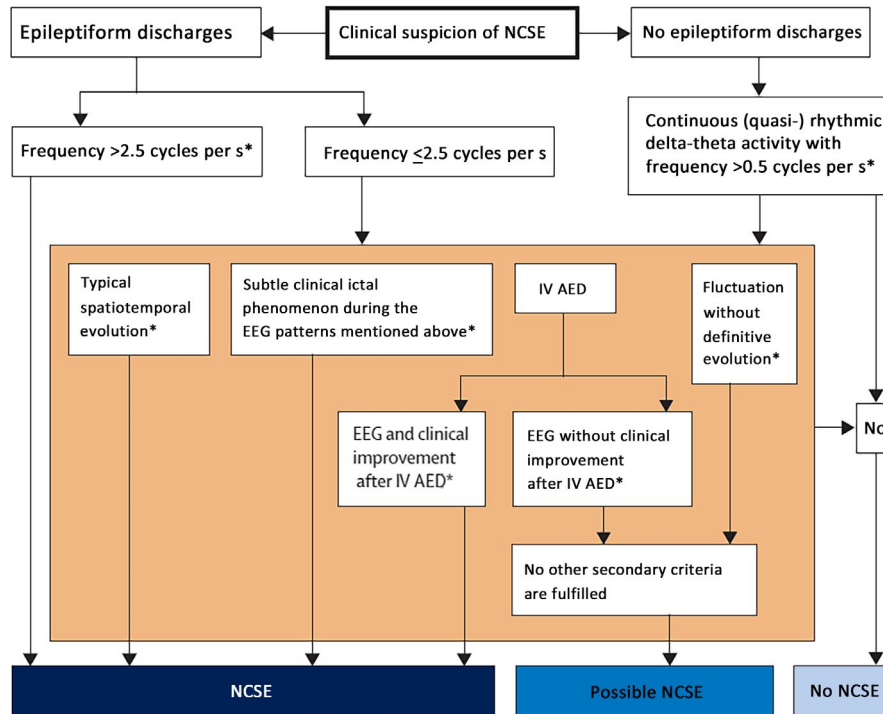 Epileptiform discharges
Clinical suspicion of NCSE
No epileptiform discharges
Frequency >2.5 cycles per s*
Frequency ≤2.5 cycles per s
Continuous (quasi-) rhythmic
delta-theta activity with
frequency >0.5 cycles per s*
Typical
spatiotemporal
evolution*
Subtle clinical ictal
phenomenon during the
EEG patterns mentioned above*
IV AED
Fluctuation
without
definitive
evolution*
EEG and clinical
improvement
after IV AED*
EEG without clinical
improvement
after IV AED*
No
No other secondary criteria
are fulfilled
NCSE
Possible NCSE
No NCSE